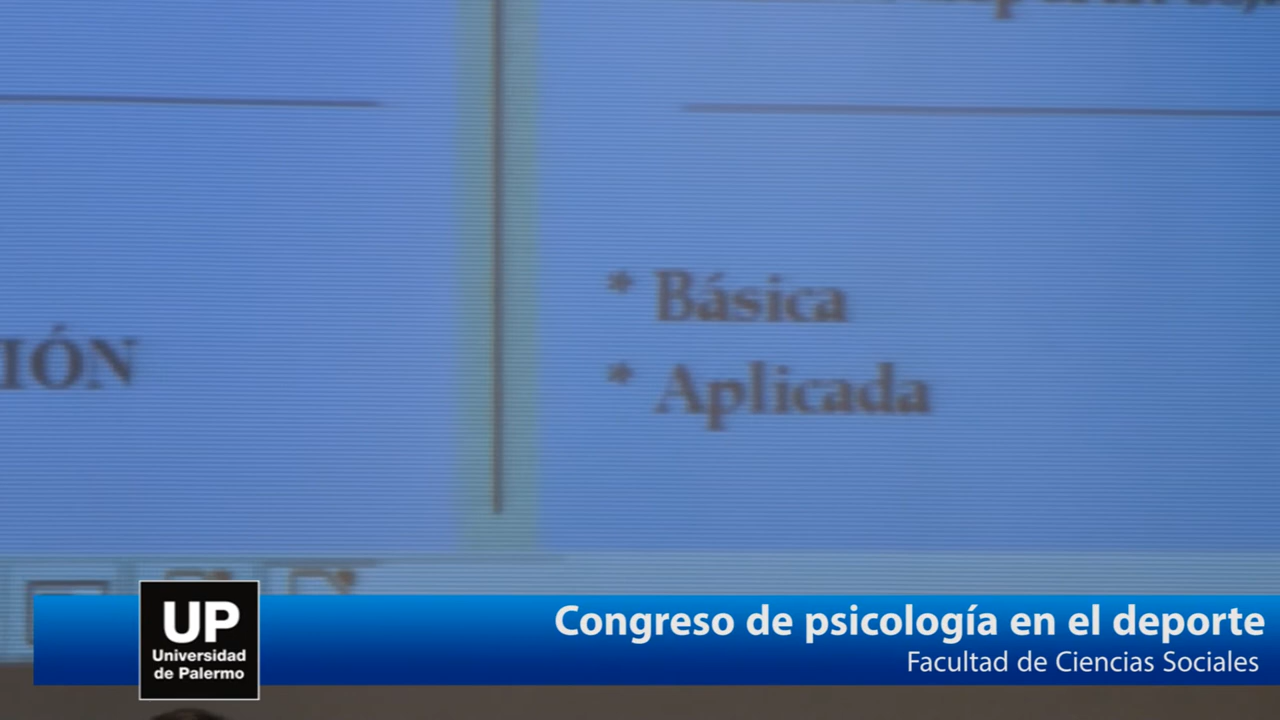 IÓN
* Básica
* Aplicada
UP
Universidad
de Palermo
Congreso de psicología en el deporte
Facultad de Ciencias Sociales